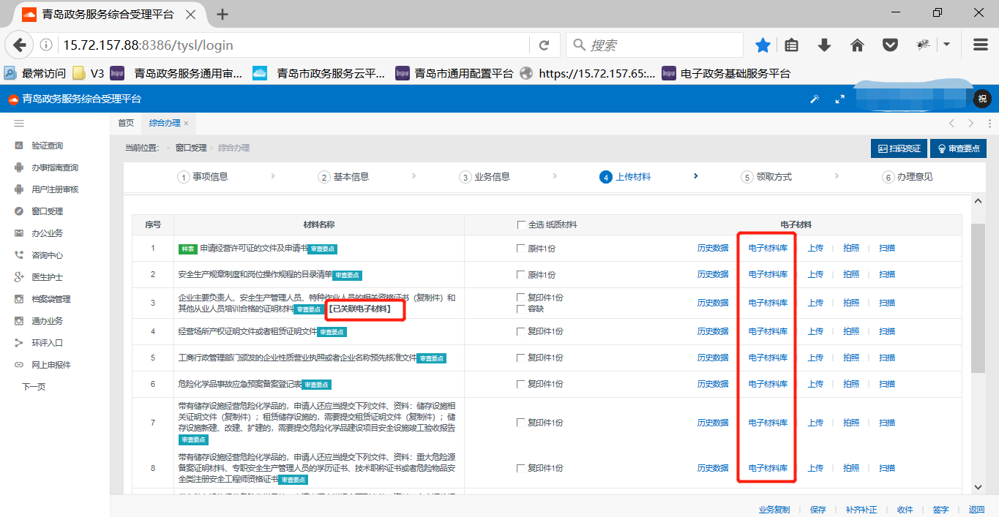 青岛政务服务综合受理平台
15.72.157.88:8386/tysl/login
搜索
最常访问 V3 青岛政务服务通用审... 青岛市政务服务云平... 青岛市通用配置平台 https://15.72.157.65:... 电子政务基础服务平台
青岛政务服务综合受理平台 祝
首页 综合办理
验证查询
办事指南查询
用户注册审核
窗口受理
办公业务
咨询中心
医生护士
档案袋管理
通办业务
环评入口
网上申报件
下一页
当前位置: > 窗口受理 > 综合办理 扫码亮证 审查要点
1 事项信息 > 2 基本信息 > 3 业务信息 > 4 上传材料 > 5 领取方式 > 6 办理意见
序号 材料名称 全选 纸质材料 电子材料
1 样表 申请经营许可证的文件及申请书 审查要点 原件1份 历史数据 电子材料库 上传 | 拍照 | 扫描
2 安全生产规章制度和岗位操作规程的目录清单 审查要点 原件1份 历史数据 电子材料库 上传 | 拍照 | 扫描
3 企业主要负责人、安全生产管理人员、特种作业人员的相关资格证书（复制件）和
其他从业人员培训合格的证明材料 审查要点 【已关联电子材料】 复印件1份
容缺
历史数据 电子材料库 上传 | 拍照 | 扫描
4 经营场所产权证明文件或者租赁证明文件 审查要点 复印件1份 历史数据 电子材料库 上传 | 拍照 | 扫描
5 工商行政管理部门颁发的企业性质营业执照或者企业名称预先核准文件 审查要点 复印件1份 历史数据 电子材料库 上传 | 拍照 | 扫描
6 危险化学品事故应急预案备案登记表 审查要点 复印件1份 历史数据 电子材料库 上传 | 拍照 | 扫描
7 带有储存设施经营危险化学品的，申请人还应当提交下列文件、资料：储存设施相
关证明文件（复制件）；租赁储存设施的，需要提交租赁证明文件（复制件）；储
存设施新建、改建、扩建的，需要提交危险化学品建设项目安全设施竣工验收报告
审查要点
复印件1份 历史数据 电子材料库 上传 | 拍照 | 扫描
8 带有储存设施经营危险化学品的，申请人还应当提交下列文件、资料：重大危险源
备案证明材料、专职安全生产管理人员的学历证书、技术职称证书或者危险物品安
全类注册安全工程师资格证书 审查要点
复印件1份 历史数据 电子材料库 上传 | 拍照 | 扫描
业务复制 | 保存 | 补齐补正 | 收件 | 签字 | 返回